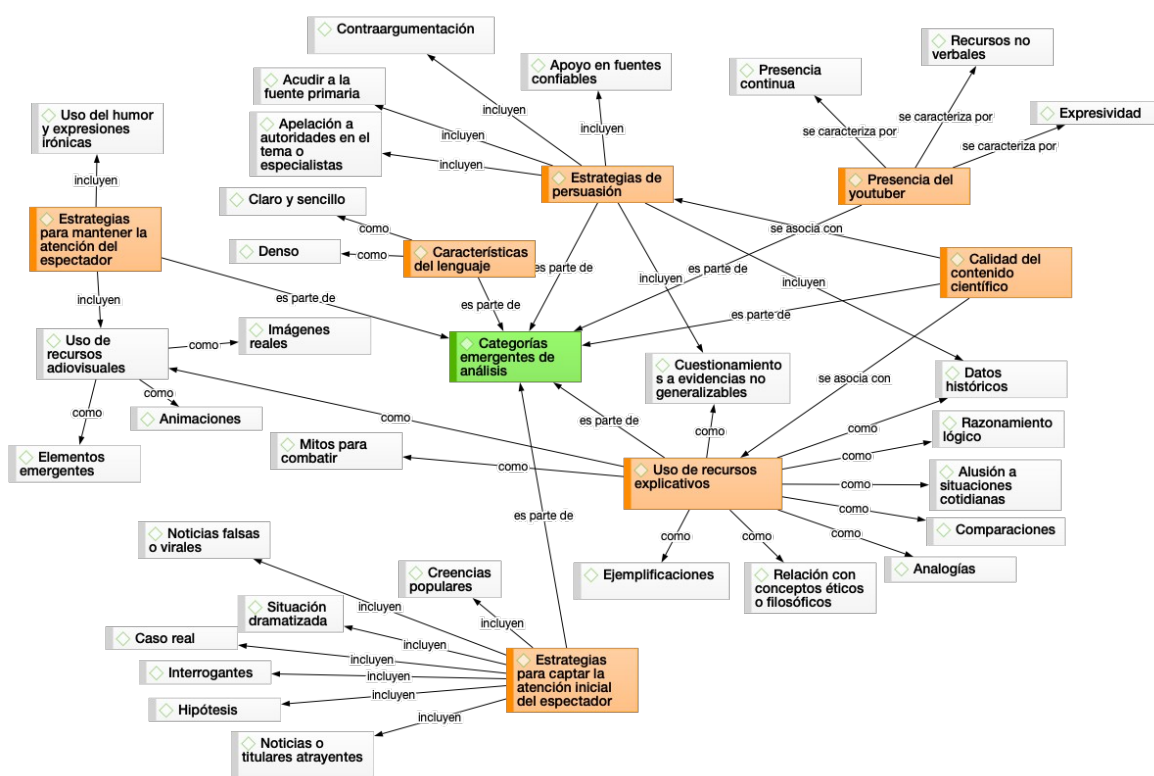 Contraargumentación
Recursos no
verbales
Apoyo en fuentes
confiables
Presencia
continua
Acudir a la
fuente primaria
incluyen
Uso del humor
y expresiones
irónicas
Expresividad
incluyen
se caracteriza por
Apelación a
autoridades en el
tema o
especialistas
incluyen
incluyen
se caracteriza por
se caracteriza por
incluyen
incluyen
Estrategias de
persuasión
Presencia del
youtuber
Claro y sencillo
Estrategias
para mantener la
atención del
espectador
como
se asocia con
Denso
como
Características
del lenguaje
es parte de
es parte de
incluyen
incluyen
Calidad del
contenido
científico
incluyen
es parte de
es parte de
es parte de
Imágenes
reales
Uso de
recursos
adiovisuales
como
Categorías
emergentes de
análisis
Cuestionamiento
s a evidencias no
generalizables
Datos
históricos
se asocia con
como
como
Animaciones
como
es parte de
como
como
Razonamiento
lógico
Elementos
emergentes
Mitos para
combatir
como
como
Uso de recursos
explicativos
como
Alusión a
situaciones
cotidianas
es parte de
como
Comparaciones
Noticias falsas
o virales
como
como
como
Creencias
populares
Ejemplificaciones
Relación con
conceptos éticos
o filosóficos
Analogías
Situación
dramatizada
incluyen
incluyen
Caso real
incluyen
incluyen
Interrogantes
incluyen
Estrategias
para captar la
atención inicial
del espectador
Hipótesis
incluyen
incluyen
Noticias o
titulares atrayentes